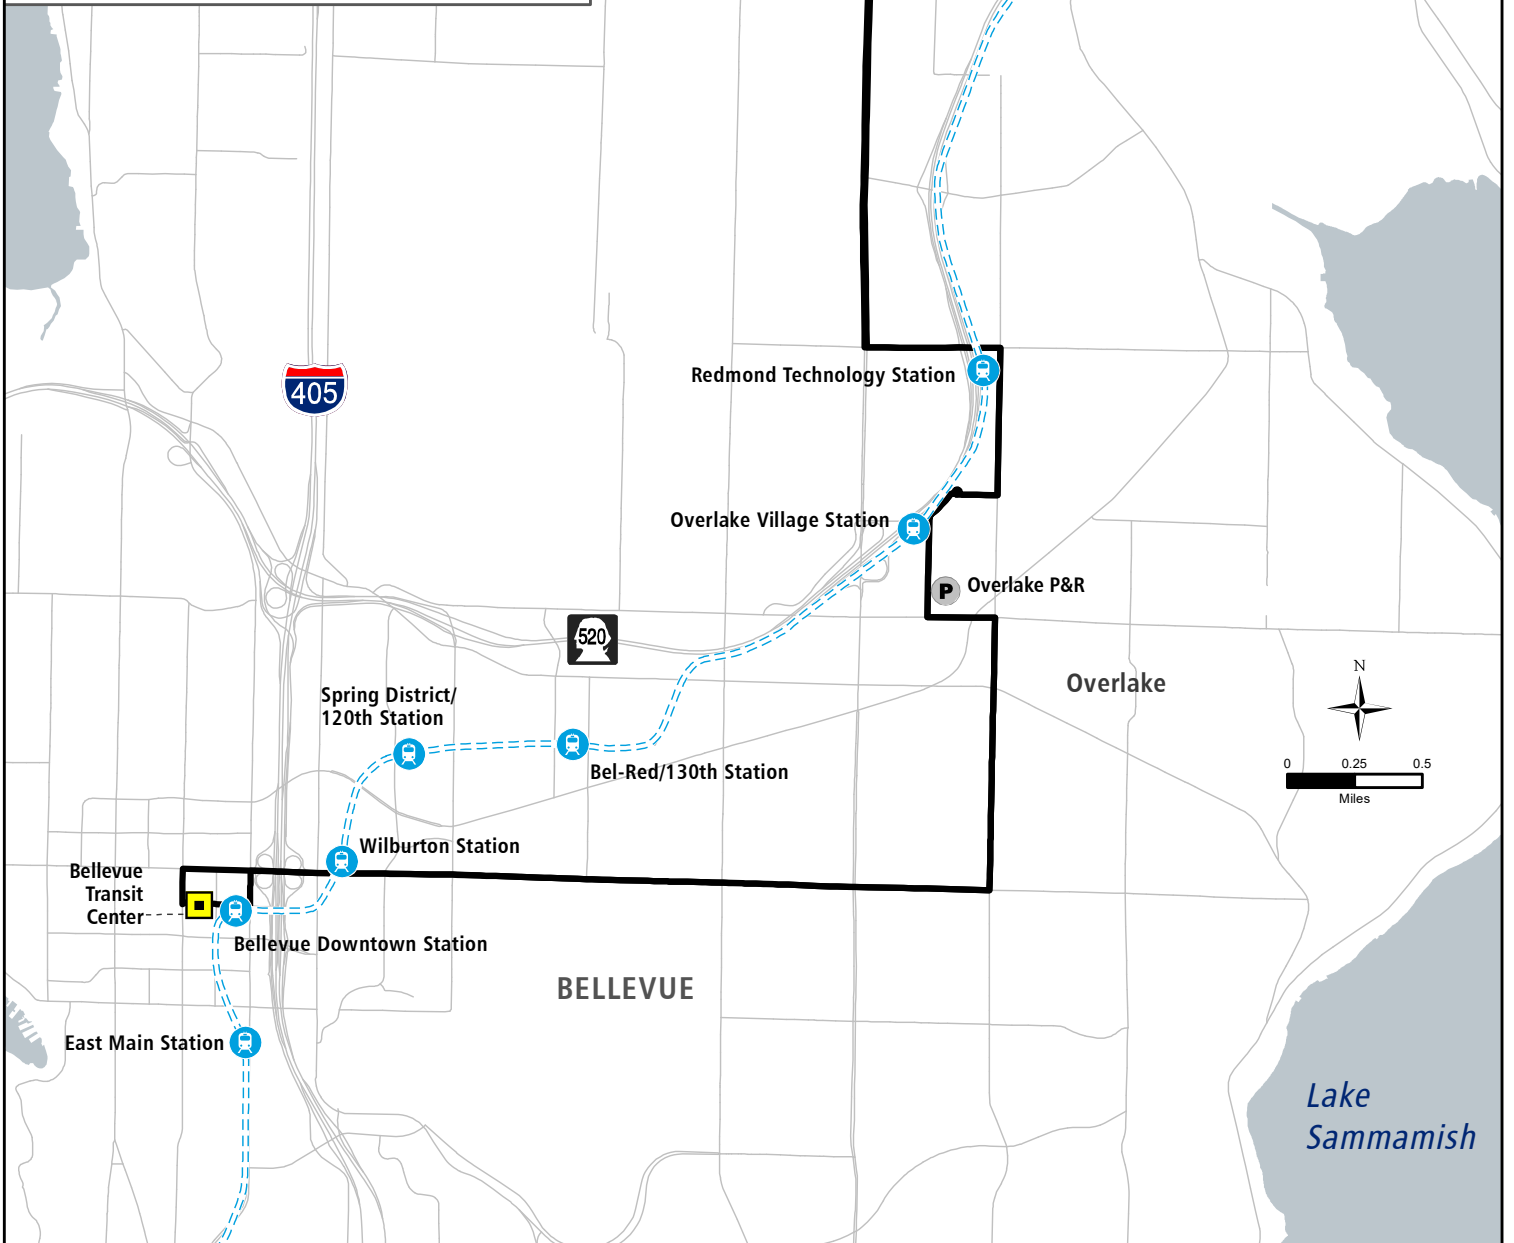 405
Redmond Technology Station
Overlake Village Station
P
Overlake P&R
520
Overlake
N
Spring District/
120th Station
0 0.25 0.5
Miles
Bel-Red/130th Station
Wilburton Station
Bellevue
Transit
Center
Bellevue Downtown Station
BELLEVUE
East Main Station
Lake
Sammamish